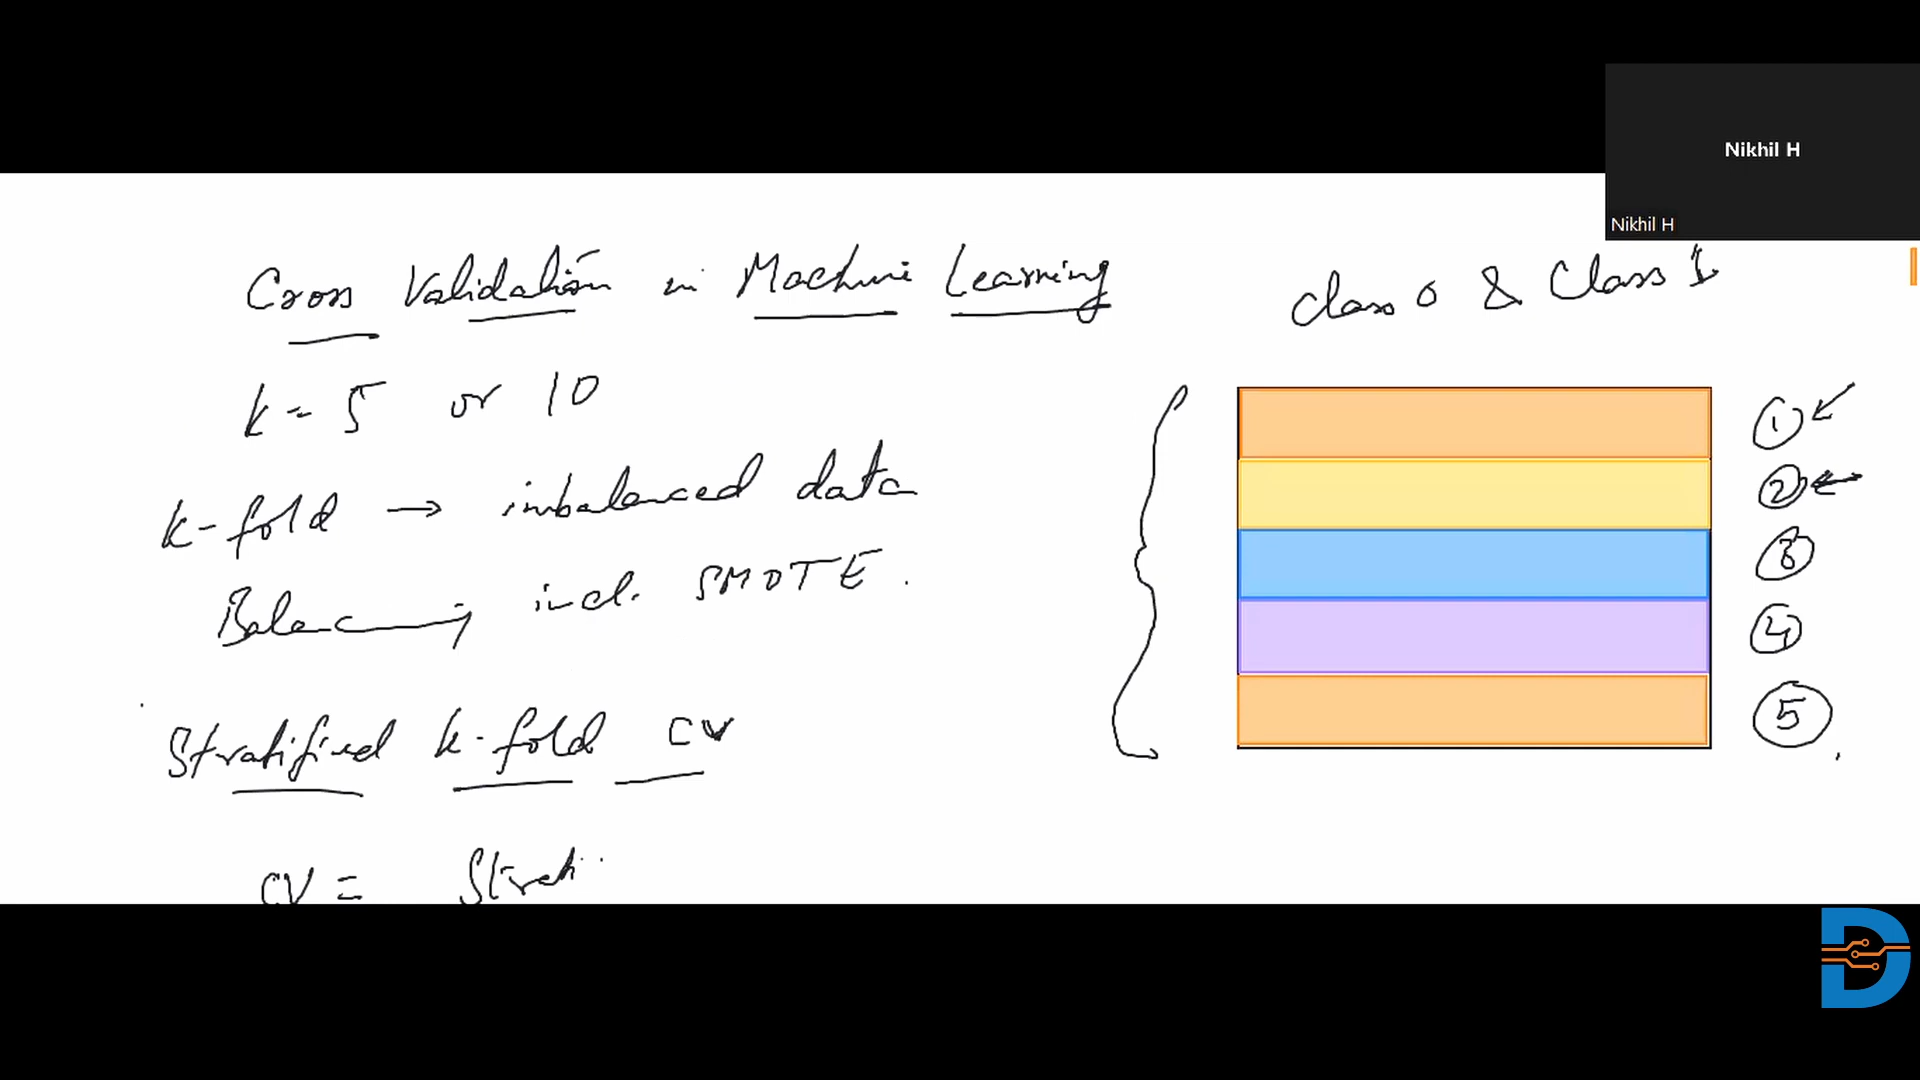 Nikhil H
Nikhil H
Cross Validation in Machine Learning
k = 5 or 10
k-fold → imbalanced data
Balancing incl. SMOTE.
Stratified k-fold CV
CV = Strati
Class 0 & Class 1
1
2
3
4
5